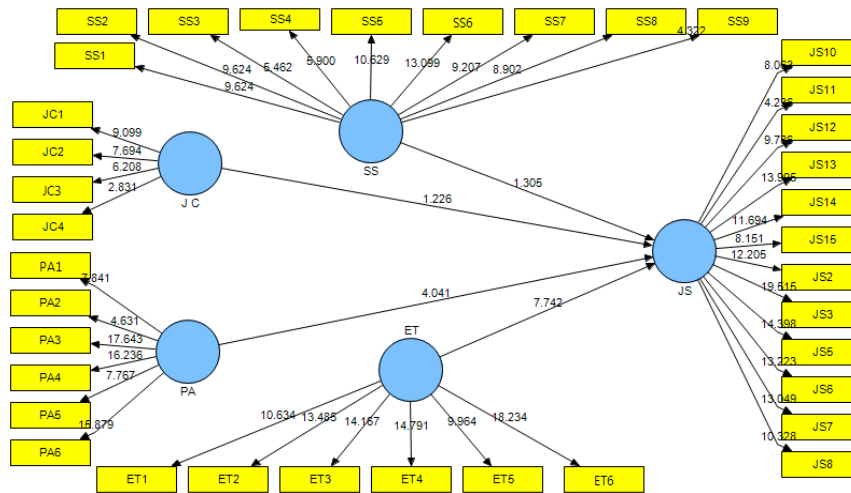 SS2
SS3
SS4
SS5
SS6
SS7
SS8
SS9
SS1
9.624
9.624
5.462
5.900
10.629
13.099
9.207
8.902
4.322
SS
JC1
JC2
JC3
JC4
9.099
7.694
6.208
2.831
J C
1.226
1.305
PA1
PA2
PA3
PA4
PA5
PA6
7.841
4.631
17.643
16.236
7.767
15.879
PA
4.041
7.742
ET
10.634
13.485
14.167
14.791
9.964
18.234
ET1
ET2
ET3
ET4
ET5
ET6
JS
8.063
9.786
11.694
8.151
12.205
19.515
14.398
13.223
13.049
10.328
JS10
JS11
JS12
JS13
JS14
JS15
JS2
JS3
JS5
JS6
JS7
JS8